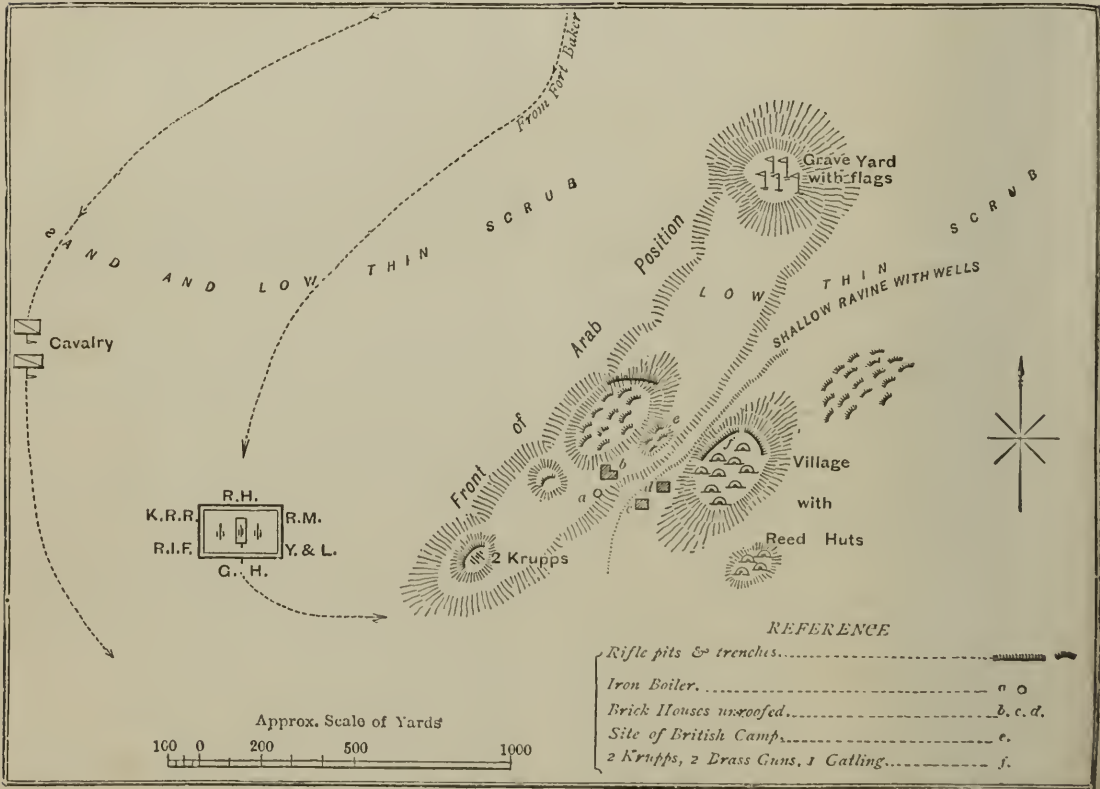 From Fort Baker
Grave Yard
with flags
SAND AND LOW THIN SCRUB
LOW THIN SCRUB
SHALLOW RAVINE WITH WELLS
Front of Arab Position
Cavalry
R.H.
K.R.R.
R.M.
R.I.F.
Y. & L.
G. H.
a
b
c
d
e
f
2 Krupps
Village
with
Reed Huts
REFERENCE
Rifle pits & trenches
Iron Boiler. a
Brick Houses unroofed b. c. d.
Site of British Camp. e.
2 Krupps, 2 Brass Guns, 1 Gatling f.
Approx. Scale of Yards
100 0 200 500 1000